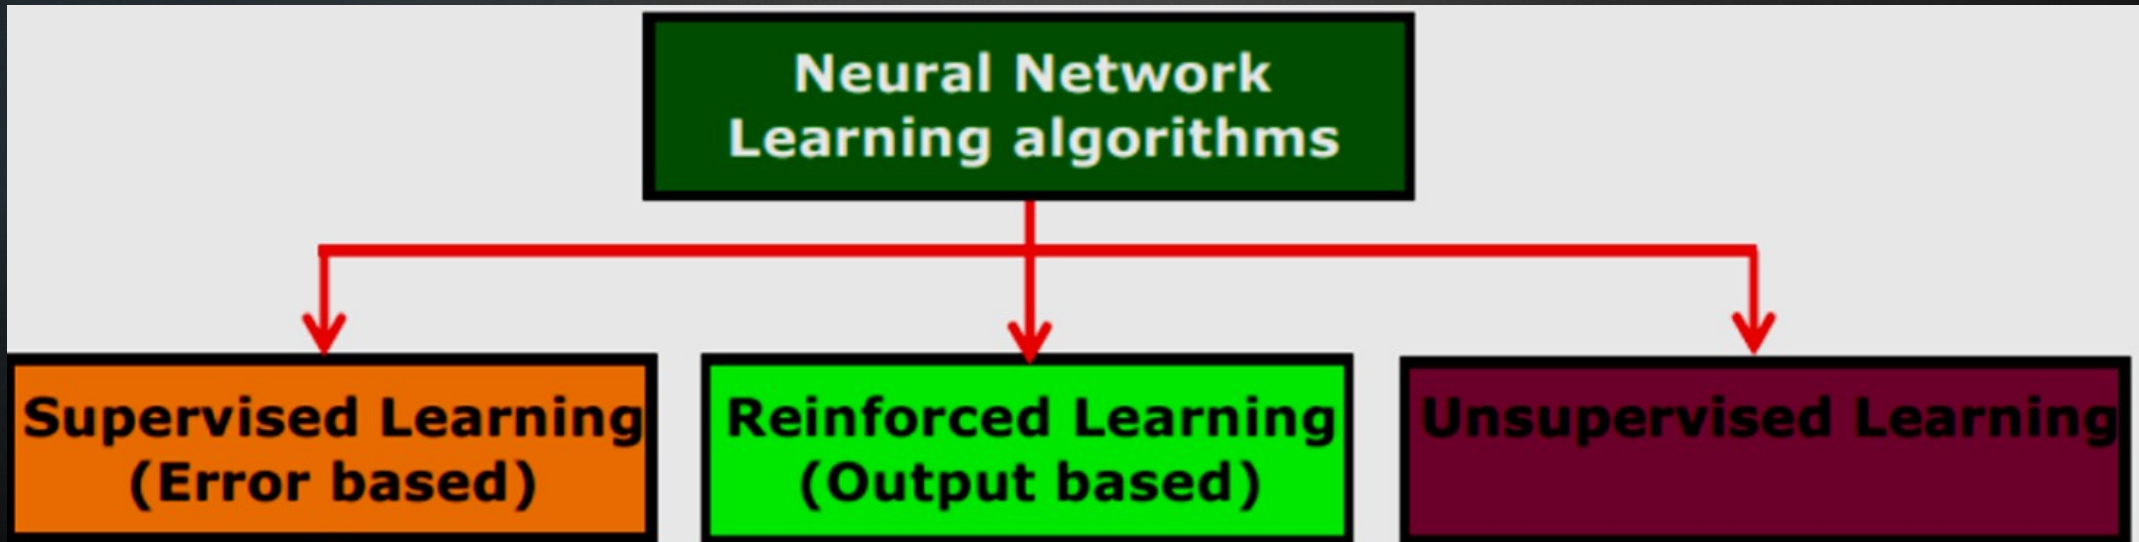 Neural Network
Learning algorithms
Supervised Learning
(Error based)
Reinforced Learning
(Output based)
Unsupervised Learning